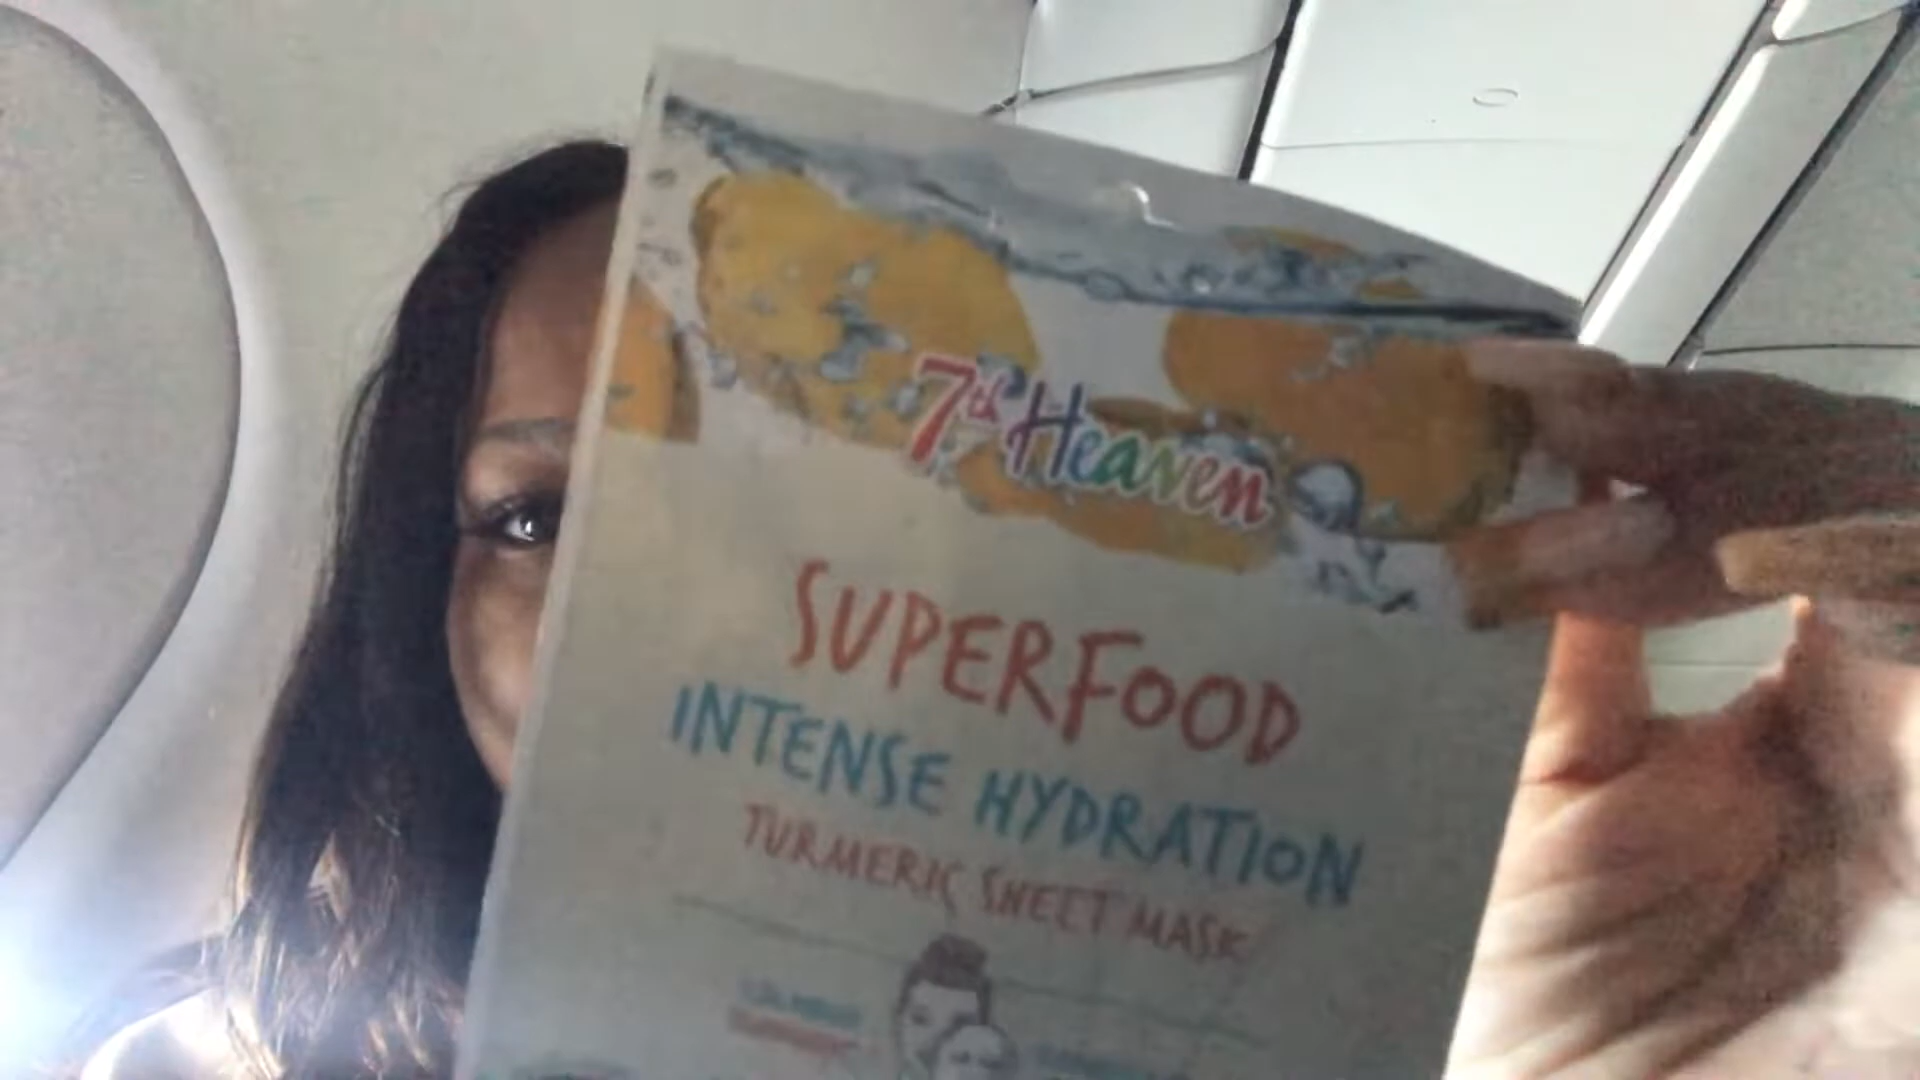 7th Heaven
SUPERFOOD
INTENSE HYDRATION
TURMERIC SHEET MASK